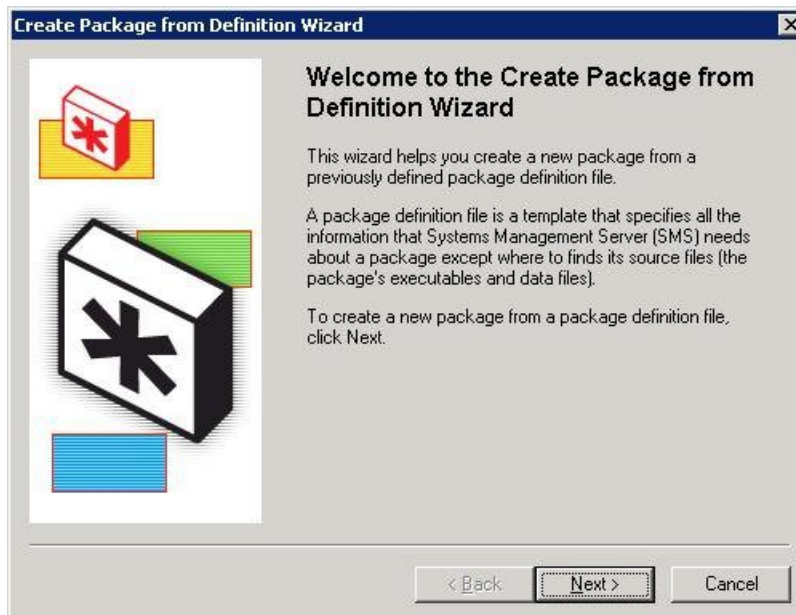 Create Package from Definition Wizard
Welcome to the Create Package from
Definition Wizard
This wizard helps you create a new package from a
previously defined package definition file.
A package definition file is a template that specifies all the
information that Systems Management Server (SMS) needs
about a package except where to finds its source files (the
package's executables and data files).
To create a new package from a package definition file,
click Next.
< Back
Next >
Cancel